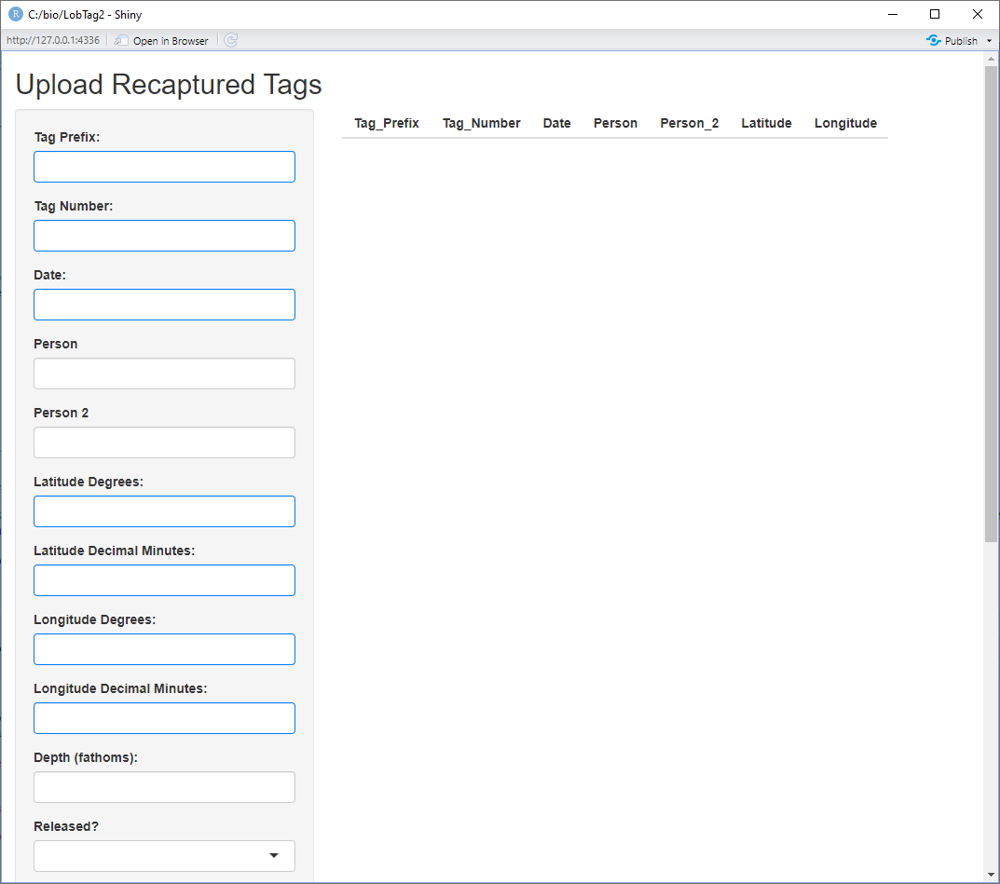 C:/bio/LobTag2 - Shiny
http://127.0.0.1:4336 Open in Browser Publish
Upload Recaptured Tags
Tag_Prefix Tag_Number Date Person Person_2 Latitude Longitude
Tag Prefix:
Tag Number:
Date:
Person
Person 2
Latitude Degrees:
Latitude Decimal Minutes:
Longitude Degrees:
Longitude Decimal Minutes:
Depth (fathoms):
Released?